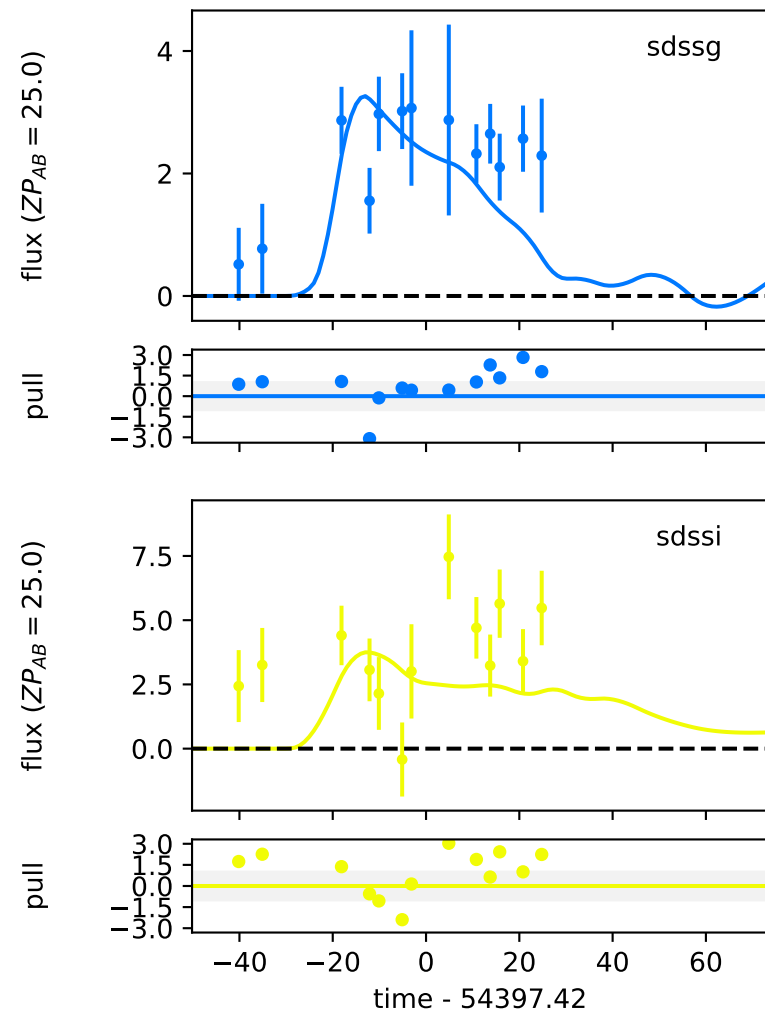 sdssg
flux ($ZP_{AB}$ = 25.0)
4
2
0
pull
3.0
1.5
0.0
−1.5
−3.0
sdssi
flux ($ZP_{AB}$ = 25.0)
7.5
5.0
2.5
0.0
pull
3.0
1.5
0.0
−1.5
−3.0
−40 −20 0 20 40 60
time - 54397.42